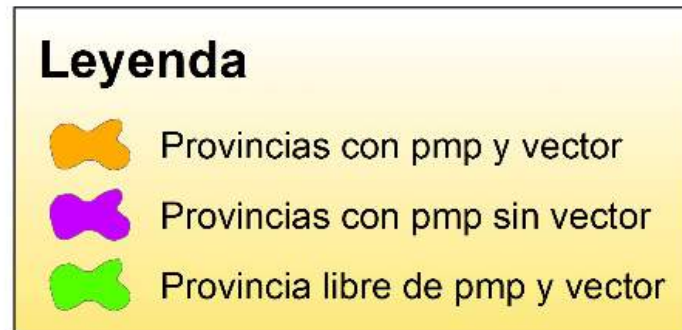 Leyenda
Provincias con pmp y vector
Provincias con pmp sin vector
Provincia libre de pmp y vector